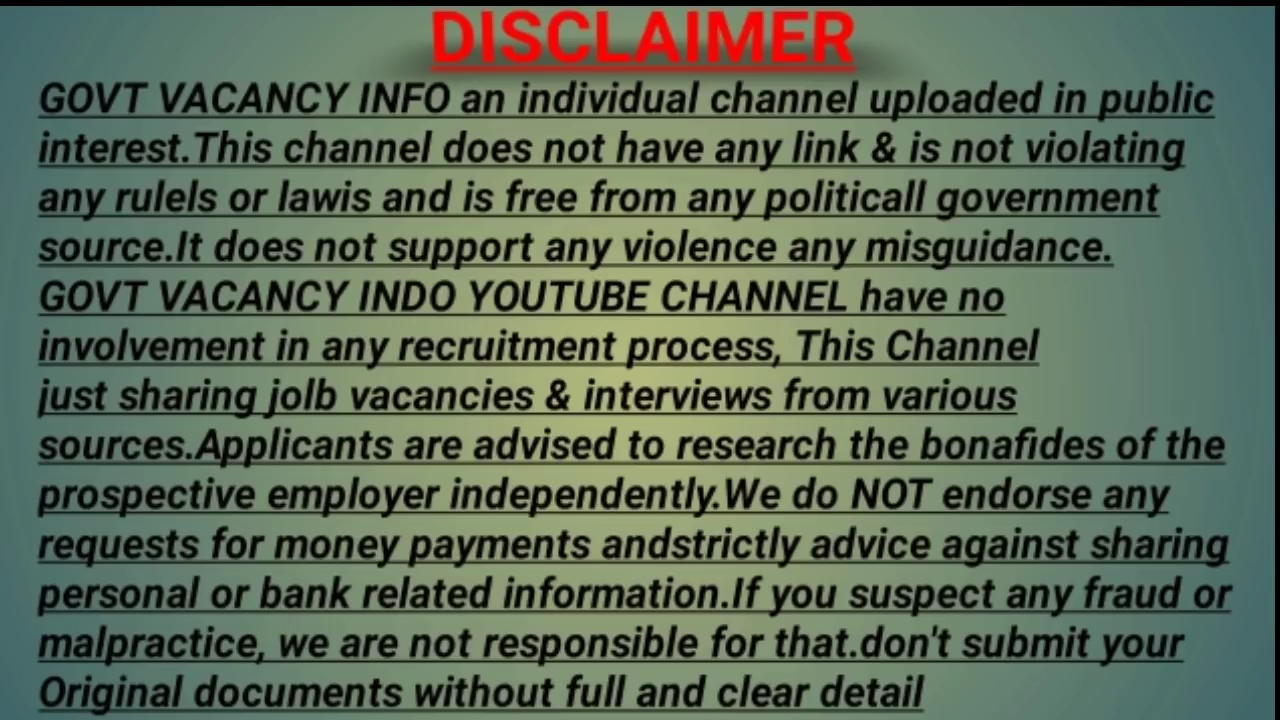 DISCLAIMER
GOVT VACANCY INFO an individual channel uploaded in public
interest.This channel does not have any link & is not violating
any rulels or lawis and is free from any politicall government
source.It does not support any violence any misguidance.
GOVT VACANCY INDO YOUTUBE CHANNEL have no
involvement in any recruitment process, This Channel
just sharing jolb vacancies & interviews from various
sources.Applicants are advised to research the bonafides of the
prospective employer independently.We do NOT endorse any
requests for money payments andstrictly advice against sharing
personal or bank related information.If you suspect any fraud or
malpractice, we are not responsible for that.don't submit your
Original documents without full and clear detail